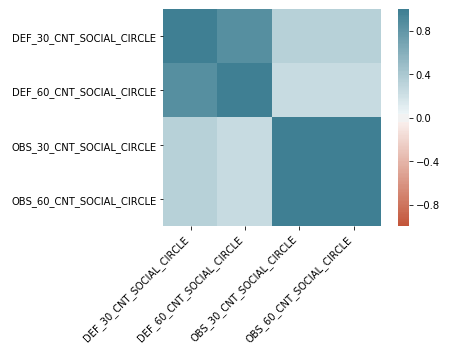 DEF_30_CNT_SOCIAL_CIRCLE
DEF_60_CNT_SOCIAL_CIRCLE
OBS_30_CNT_SOCIAL_CIRCLE
OBS_60_CNT_SOCIAL_CIRCLE
DEF_30_CNT_SOCIAL_CIRCLE
DEF_60_CNT_SOCIAL_CIRCLE
OBS_30_CNT_SOCIAL_CIRCLE
OBS_60_CNT_SOCIAL_CIRCLE
0.8
0.4
0.0
−0.4
−0.8